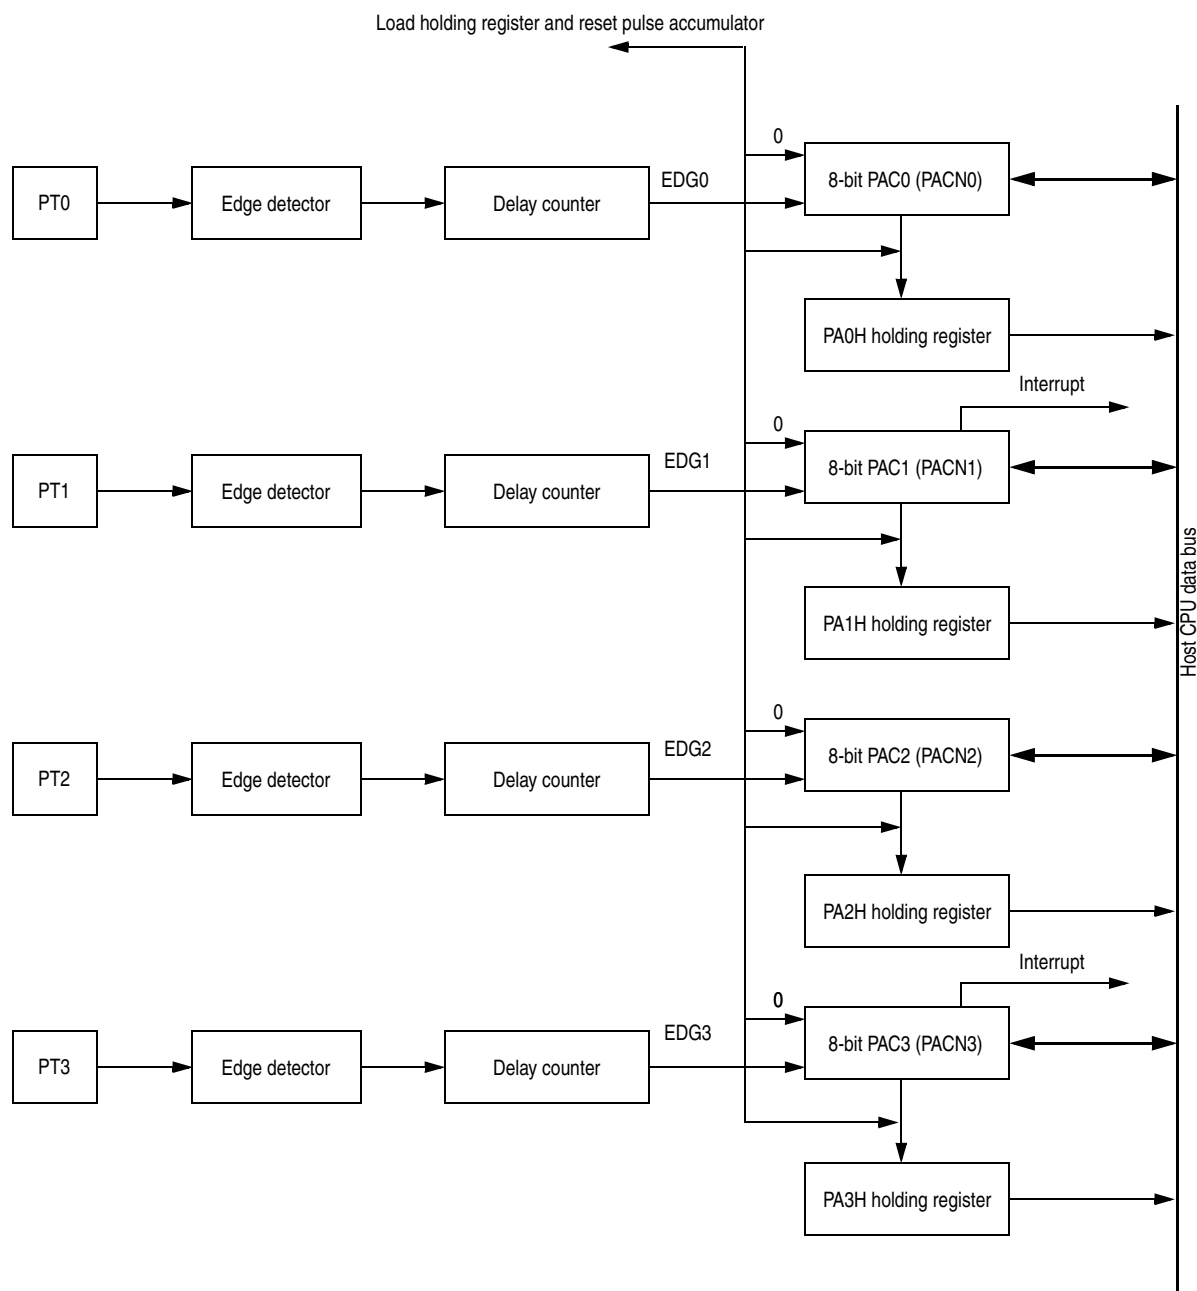 Load holding register and reset pulse accumulator
0
EDG0
8-bit PAC0 (PACN0)
PT0
Edge detector
Delay counter
PA0H holding register
Interrupt
0
EDG1
8-bit PAC1 (PACN1)
PT1
Edge detector
Delay counter
Host CPU data bus
PA1H holding register
0
EDG2
8-bit PAC2 (PACN2)
PT2
Edge detector
Delay counter
PA2H holding register
Interrupt
0
EDG3
8-bit PAC3 (PACN3)
PT3
Edge detector
Delay counter
PA3H holding register